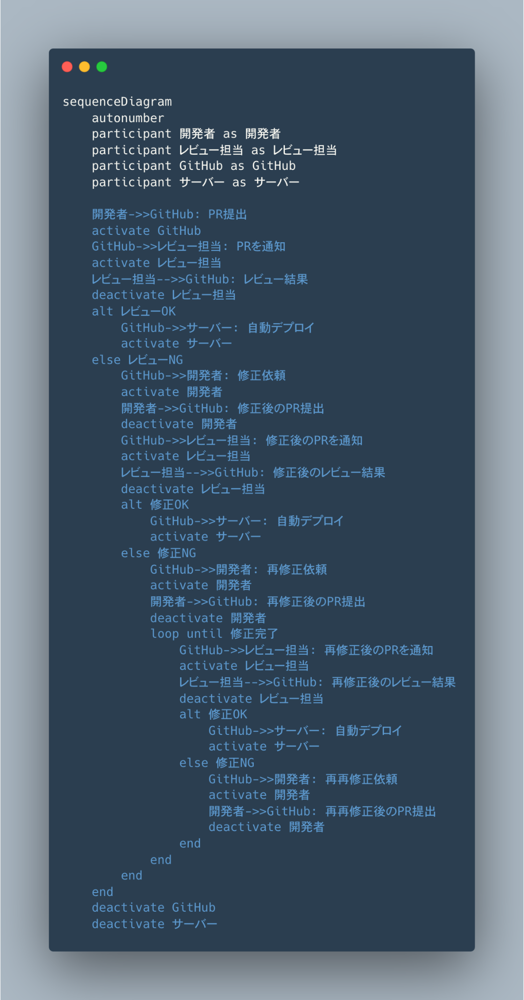 sequenceDiagram
    autonumber
    participant 開発者 as 開発者
    participant レビュー担当 as レビュー担当
    participant GitHub as GitHub
    participant サーバー as サーバー

    開発者->>GitHub: PR提出
    activate GitHub
    GitHub->>レビュー担当: PRを通知
    activate レビュー担当
    レビュー担当-->>GitHub: レビュー結果
    deactivate レビュー担当
    alt レビューOK
        GitHub->>サーバー: 自動デプロイ
        activate サーバー
    else レビューNG
        GitHub->>開発者: 修正依頼
        activate 開発者
        開発者->>GitHub: 修正後のPR提出
        deactivate 開発者
        GitHub->>レビュー担当: 修正後のPRを通知
        activate レビュー担当
        レビュー担当-->>GitHub: 修正後のレビュー結果
        deactivate レビュー担当
        alt 修正OK
            GitHub->>サーバー: 自動デプロイ
            activate サーバー
        else 修正NG
            GitHub->>開発者: 再修正依頼
            activate 開発者
            開発者->>GitHub: 再修正後のPR提出
            deactivate 開発者
            loop until 修正完了
                GitHub->>レビュー担当: 再修正後のPRを通知
                activate レビュー担当
                レビュー担当-->>GitHub: 再修正後のレビュー結果
                deactivate レビュー担当
                alt 修正OK
                    GitHub->>サーバー: 自動デプロイ
                    activate サーバー
                else 修正NG
                    GitHub->>開発者: 再再修正依頼
                    activate 開発者
                    開発者->>GitHub: 再再修正後のPR提出
                    deactivate 開発者
                end
            end
        end
    end
    deactivate GitHub
    deactivate サーバー